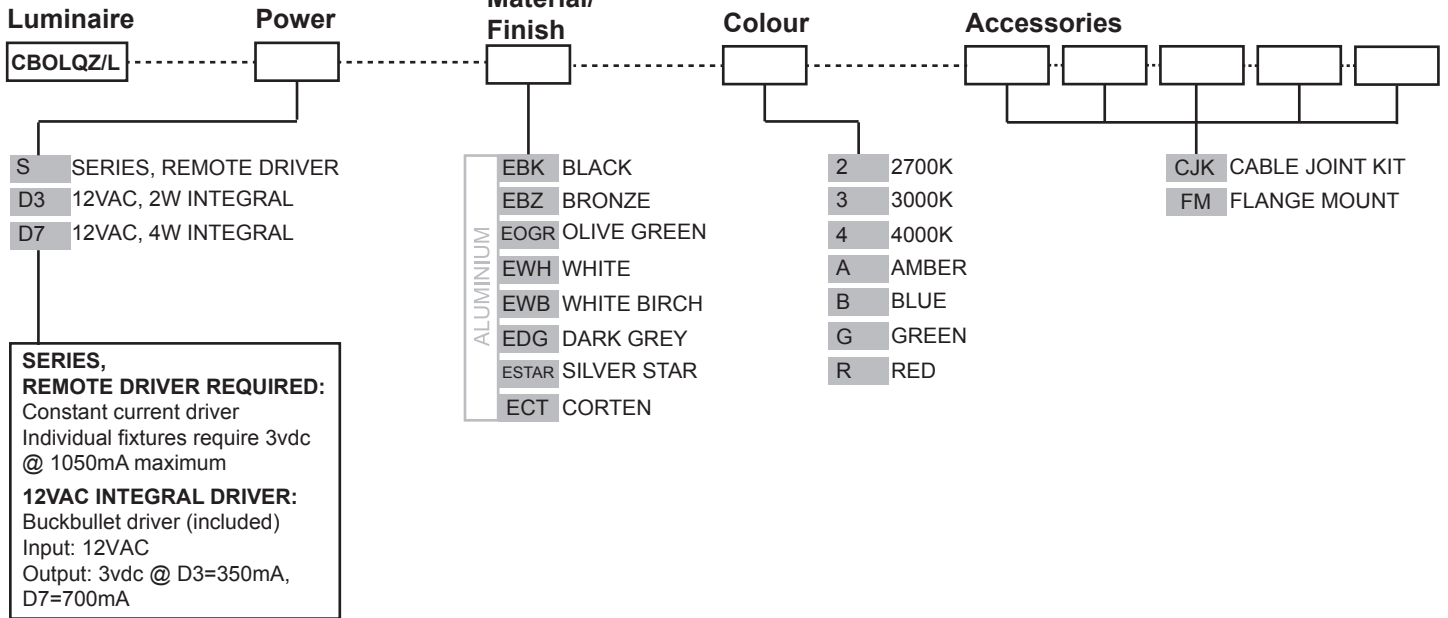 Luminaire
Power
Material/
Finish
Colour
Accessories
CBOLQZ/L
S SERIES, REMOTE DRIVER
D3 12VAC, 2W INTEGRAL
D7 12VAC, 4W INTEGRAL
SERIES,
REMOTE DRIVER REQUIRED:
Constant current driver
Individual fixtures require 3vdc
@ 1050mA maximum
12VAC INTEGRAL DRIVER:
Buckbullet driver (included)
Input: 12VAC
Output: 3vdc @ D3=350mA,
D7=700mA
ALUMINIUM
EBK BLACK
EBZ BRONZE
EOGR OLIVE GREEN
EWH WHITE
EWB WHITE BIRCH
EDG DARK GREY
ESTAR SILVER STAR
ECT CORTEN
2 2700K
3 3000K
4 4000K
A AMBER
B BLUE
G GREEN
R RED
CJK CABLE JOINT KIT
FM FLANGE MOUNT